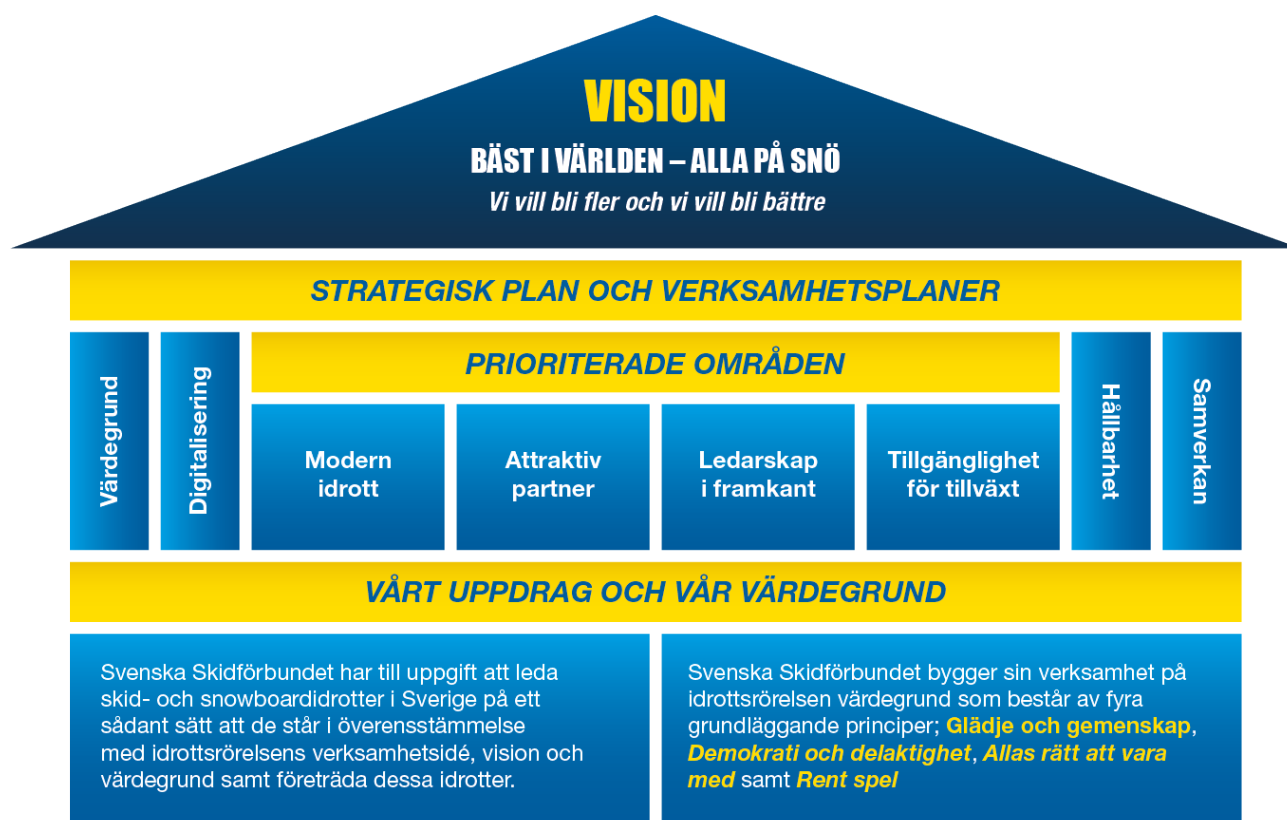 VISION
BÄST I VÄRLDEN – ALLA PÅ SNÖ
Vi vill bli fler och vi vill bli bättre
STRATEGISK PLAN OCH VERKSAMHETSPLANER
Värdegrund
Digitalisering
PRIORITERADE OMRÅDEN
Modern
idrott
Attraktiv
partner
Ledarskap
i framkant
Tillgänglighet
för tillväxt
Hållbarhet
Samverkan
VÅRT UPPDRAG OCH VÅR VÄRDEGRUND
Svenska Skidförbundet har till uppgift att leda
skid- och snowboardidrotter i Sverige på ett
sådant sätt att de står i överensstämmelse
med idrottsrörelsens verksamhetsidé, vision och
värdegrund samt företräda dessa idrotter.
Svenska Skidförbundet bygger sin verksamhet på
idrottsrörelsen värdegrund som består av fyra
grundläggande principer; Glädje och gemenskap,
Demokrati och delaktighet, Allas rätt att vara
med samt Rent spel